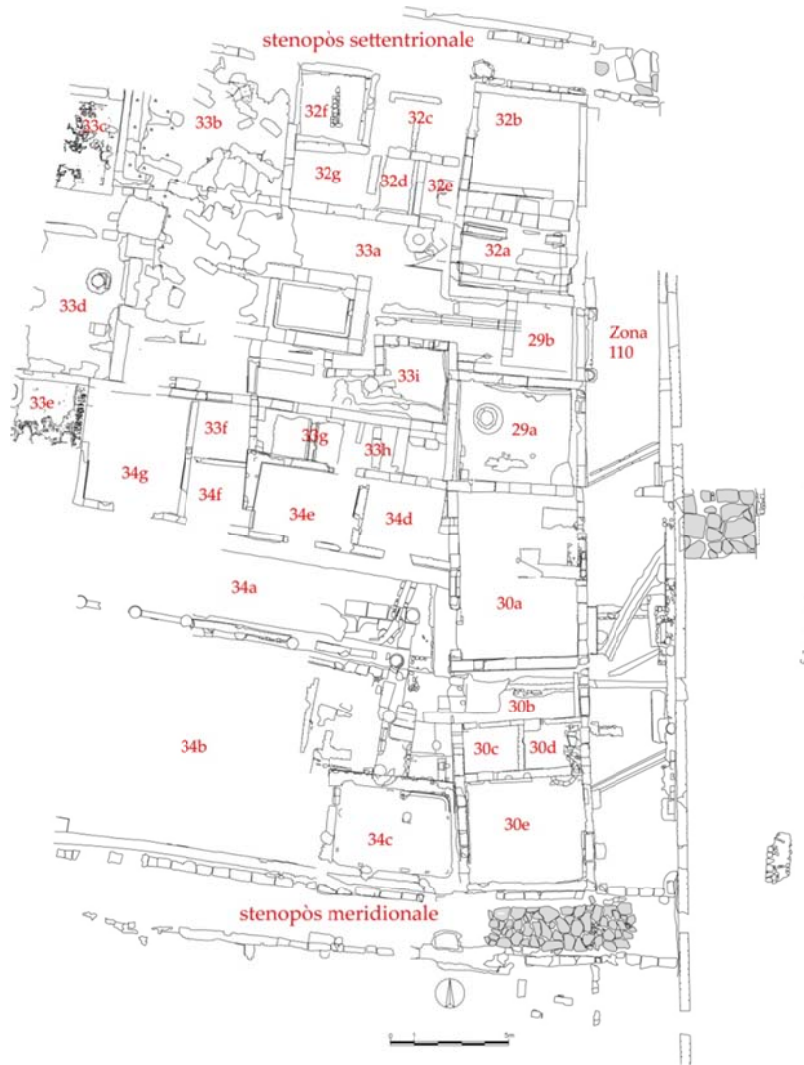 stenopòs settentrionale
33c
33b
32f
32c
32b
32g
32d
32e
33a
32a
33d
29b
Zona
110
33i
33e
33f
33g
33h
29a
34g
34f
34e
34d
34a
30a
30b
34b
30c
30d
34c
30e
stenopòs meridionale
0 1 5m